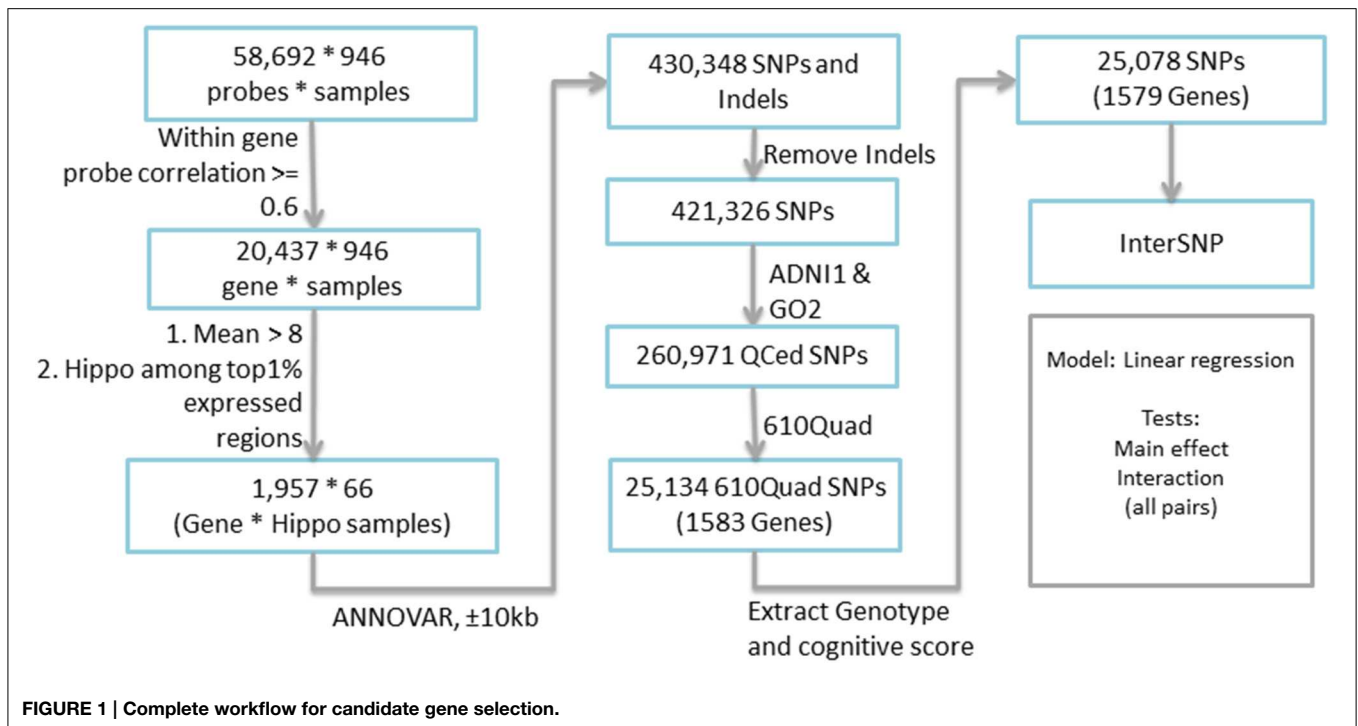 58,692 * 946
probes * samples
Within gene
probe correlation >=
0.6
20,437 * 946
gene * samples
1. Mean > 8
2. Hippo among top1%
expressed
regions
1,957 * 66
(Gene * Hippo samples)
ANNOVAR, ±10kb
430,348 SNPs and
Indels
Remove Indels
421,326 SNPs
ADNI1 &
GO2
260,971 QCed SNPs
610Quad
25,134 610Quad SNPs
(1583 Genes)
Extract Genotype
and cognitive score
25,078 SNPs
(1579 Genes)
InterSNP
Model: Linear regression
Tests:
Main effect
Interaction
(all pairs)
FIGURE 1 | Complete workflow for candidate gene selection.